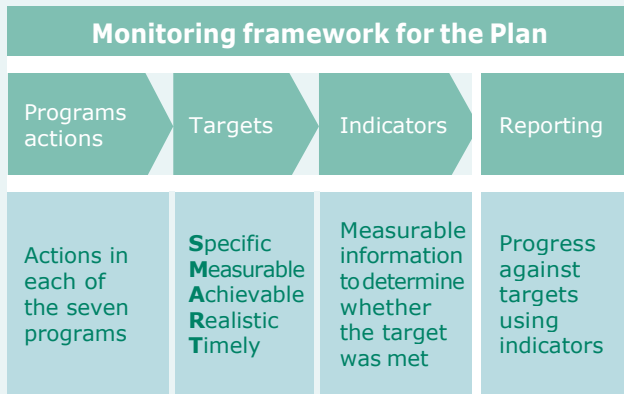 Monitoring framework for the Plan
Programs
actions
Targets
Indicators
Reporting
Actions in
each of
the seven
programs
Specific
Measurable
Achievable
Realistic
Timely
Measurable
information
to determine
whether
the target
was met
Progress
against
targets
using
indicators